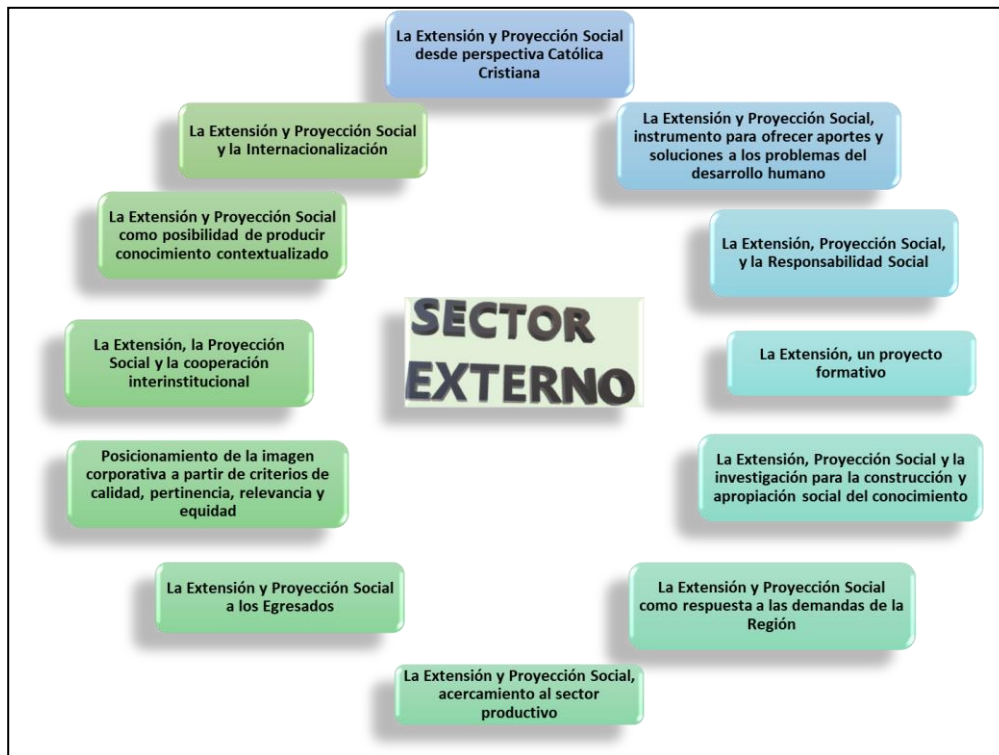 La Extensión y Proyección Social
desde perspectiva Católica
Cristiana
La Extensión y Proyección Social,
instrumento para ofrecer aportes y
soluciones a los problemas del
desarrollo humano
La Extensión, Proyección Social,
y la Responsabilidad Social
La Extensión, un proyecto
formativo
La Extensión, Proyección Social y la
investigación para la construcción y
apropiación social del conocimiento
La Extensión y Proyección Social
como respuesta a las demandas de la
Región
La Extensión y Proyección Social,
acercamiento al sector
productivo
La Extensión y Proyección Social
a los Egresados
Posicionamiento de la imagen
corporativa a partir de criterios de
calidad, pertinencia, relevancia y
equidad
La Extensión, la Proyección
Social y la cooperación
interinstitucional
La Extensión y Proyección Social
como posibilidad de producir
conocimiento contextualizado
La Extensión y Proyección Social
y la Internacionalización
SECTOR
EXTERNO